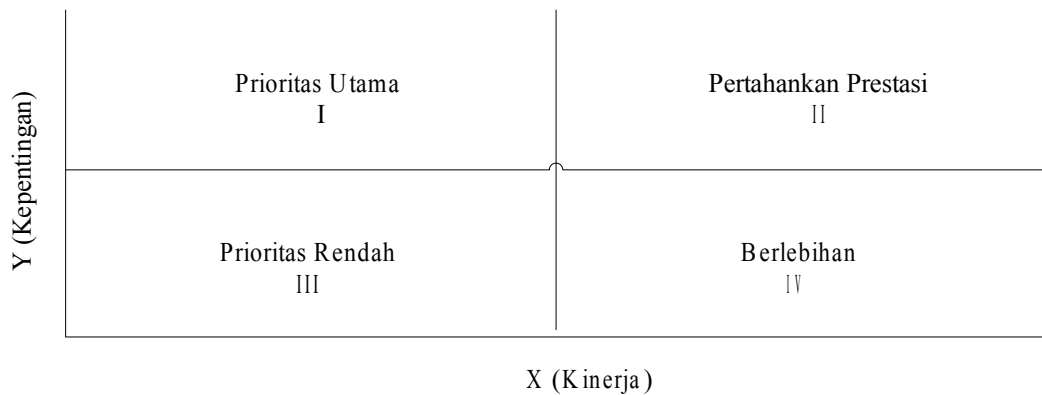 Prioritas Utama
I
Pertahankan Prestasi
II
Y (Kepentingan)
Prioritas Rendah
III
Berlebihan
IV
X (Kinerja)